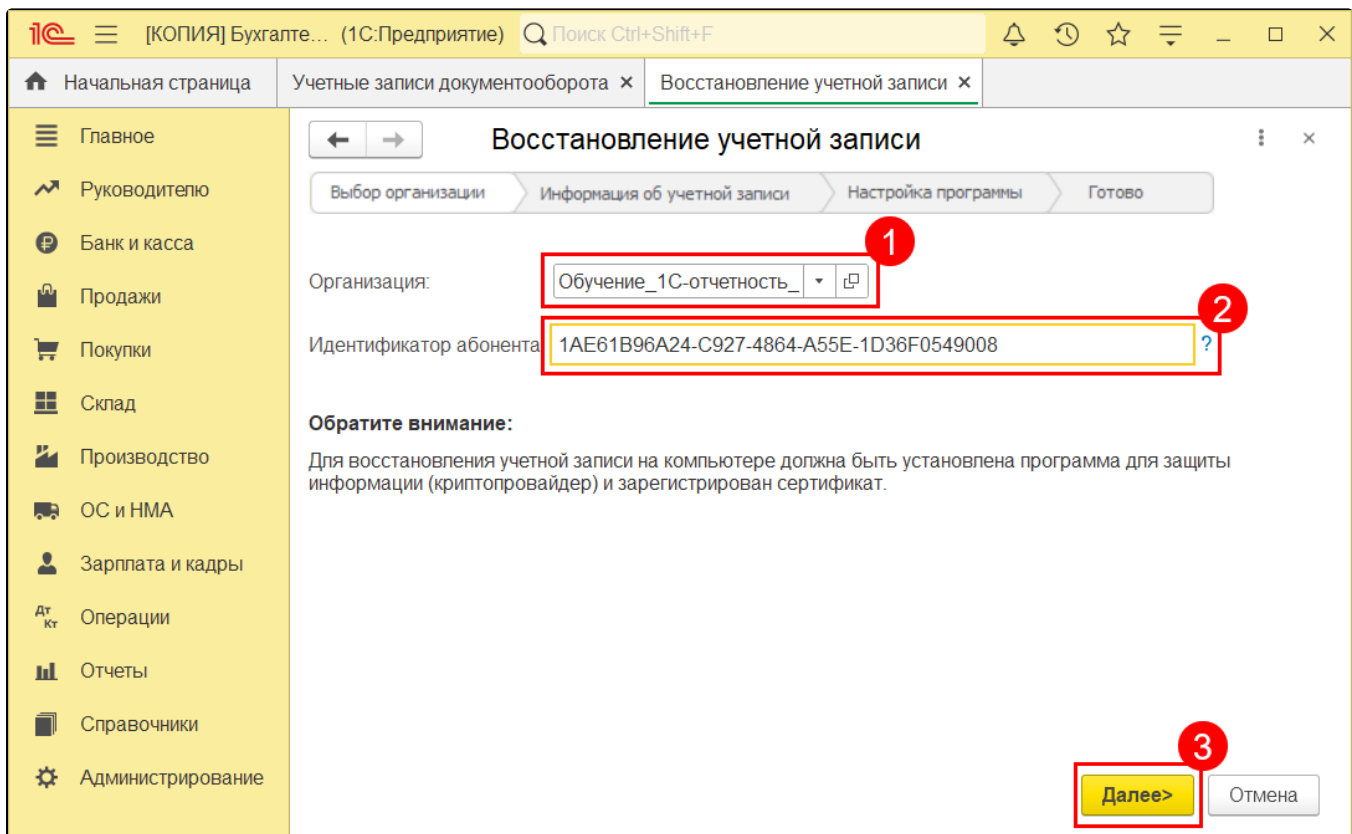 1С [КОПИЯ] Бухгалте... (1С:Предприятие) Поиск Ctrl+Shift+F
Начальная страница Учетные записи документооборота × Восстановление учетной записи ×
Главное
Руководителю
Банк и касса
Продажи
Покупки
Склад
Производство
ОС и НМА
Зарплата и кадры
Дт Кт Операции
Отчеты
Справочники
Администрирование
Восстановление учетной записи
Выбор организации Информация об учетной записи Настройка программы Готово
1
Организация: Обучение_1С-отчетность_
2
Идентификатор абонента 1AE61B96A24-C927-4864-A55E-1D36F0549008 ?
Обратите внимание:
Для восстановления учетной записи на компьютере должна быть установлена программа для защиты
информации (криптопровайдер) и зарегистрирован сертификат.
3
Далее> Отмена